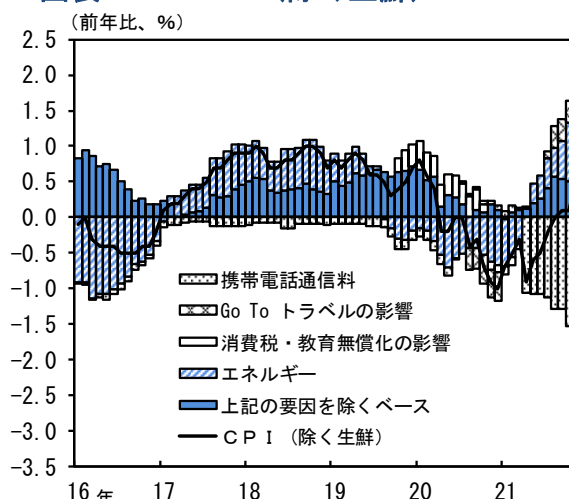 (前年比、%)
2.5
2.0
1.5
1.0
0.5
0.0
-0.5
-1.0
-1.5
-2.0
-2.5
-3.0
-3.5
携帯電話通信料
Go To トラベルの影響
消費税・教育無償化の影響
エネルギー
上記の要因を除くベース
CPI(除く生鮮)
16年 17 18 19 20 21